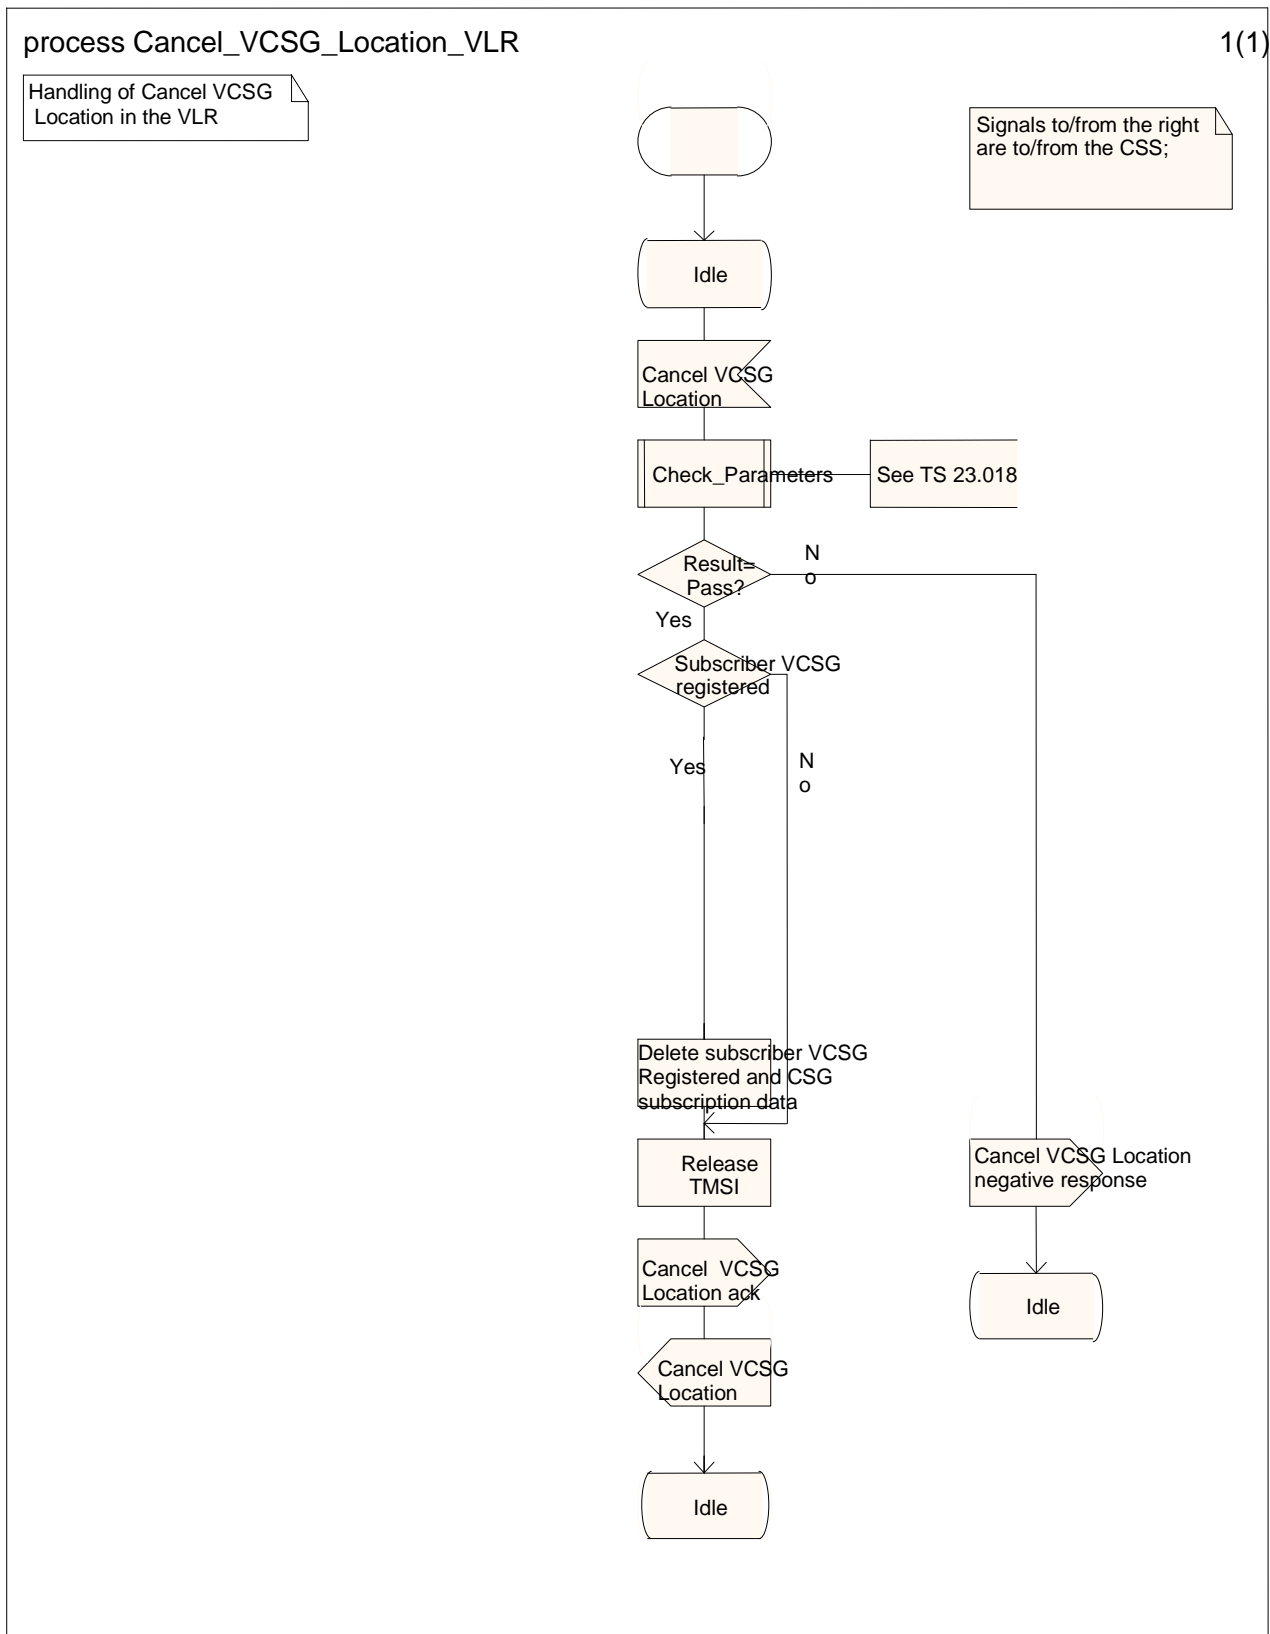 process Cancel_VCSG_Location_VLR
1(1)
Handling of Cancel VCSG
Location in the VLR
Signals to/from the right
are to/from the CSS;
Idle
Cancel VCSG
Location
Check_Parameters
See TS 23.018
Result=
Pass?
N
o
Yes
Subscriber VCSG
registered
Yes
N
o
Delete subscriber VCSG
Registered and CSG
subscription data
Release
TMSI
Cancel VCSG Location
negative response
Cancel VCSG
Location ack
Idle
Cancel VCSG
Location
Idle